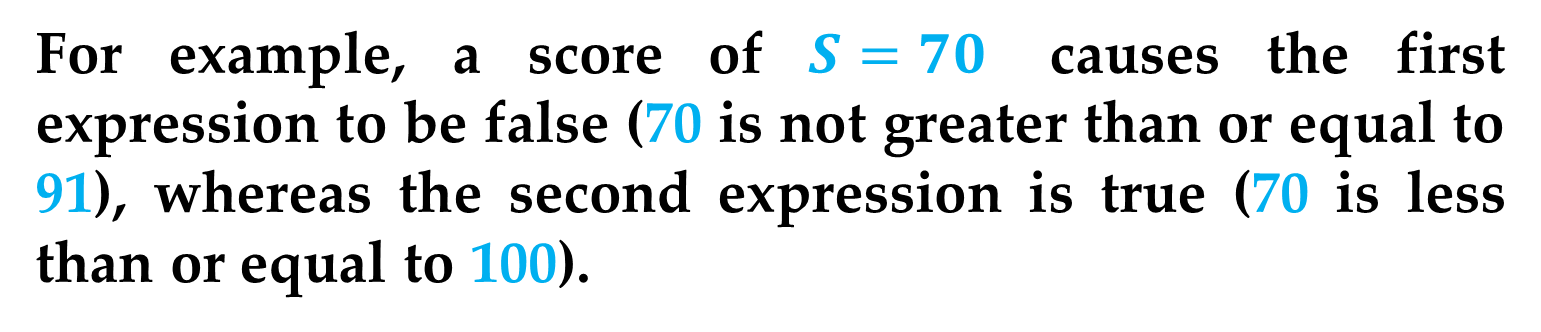 For example, a score of S = 70 causes the first
expression to be false (70 is not greater than or equal to
91), whereas the second expression is true (70 is less
than or equal to 100).